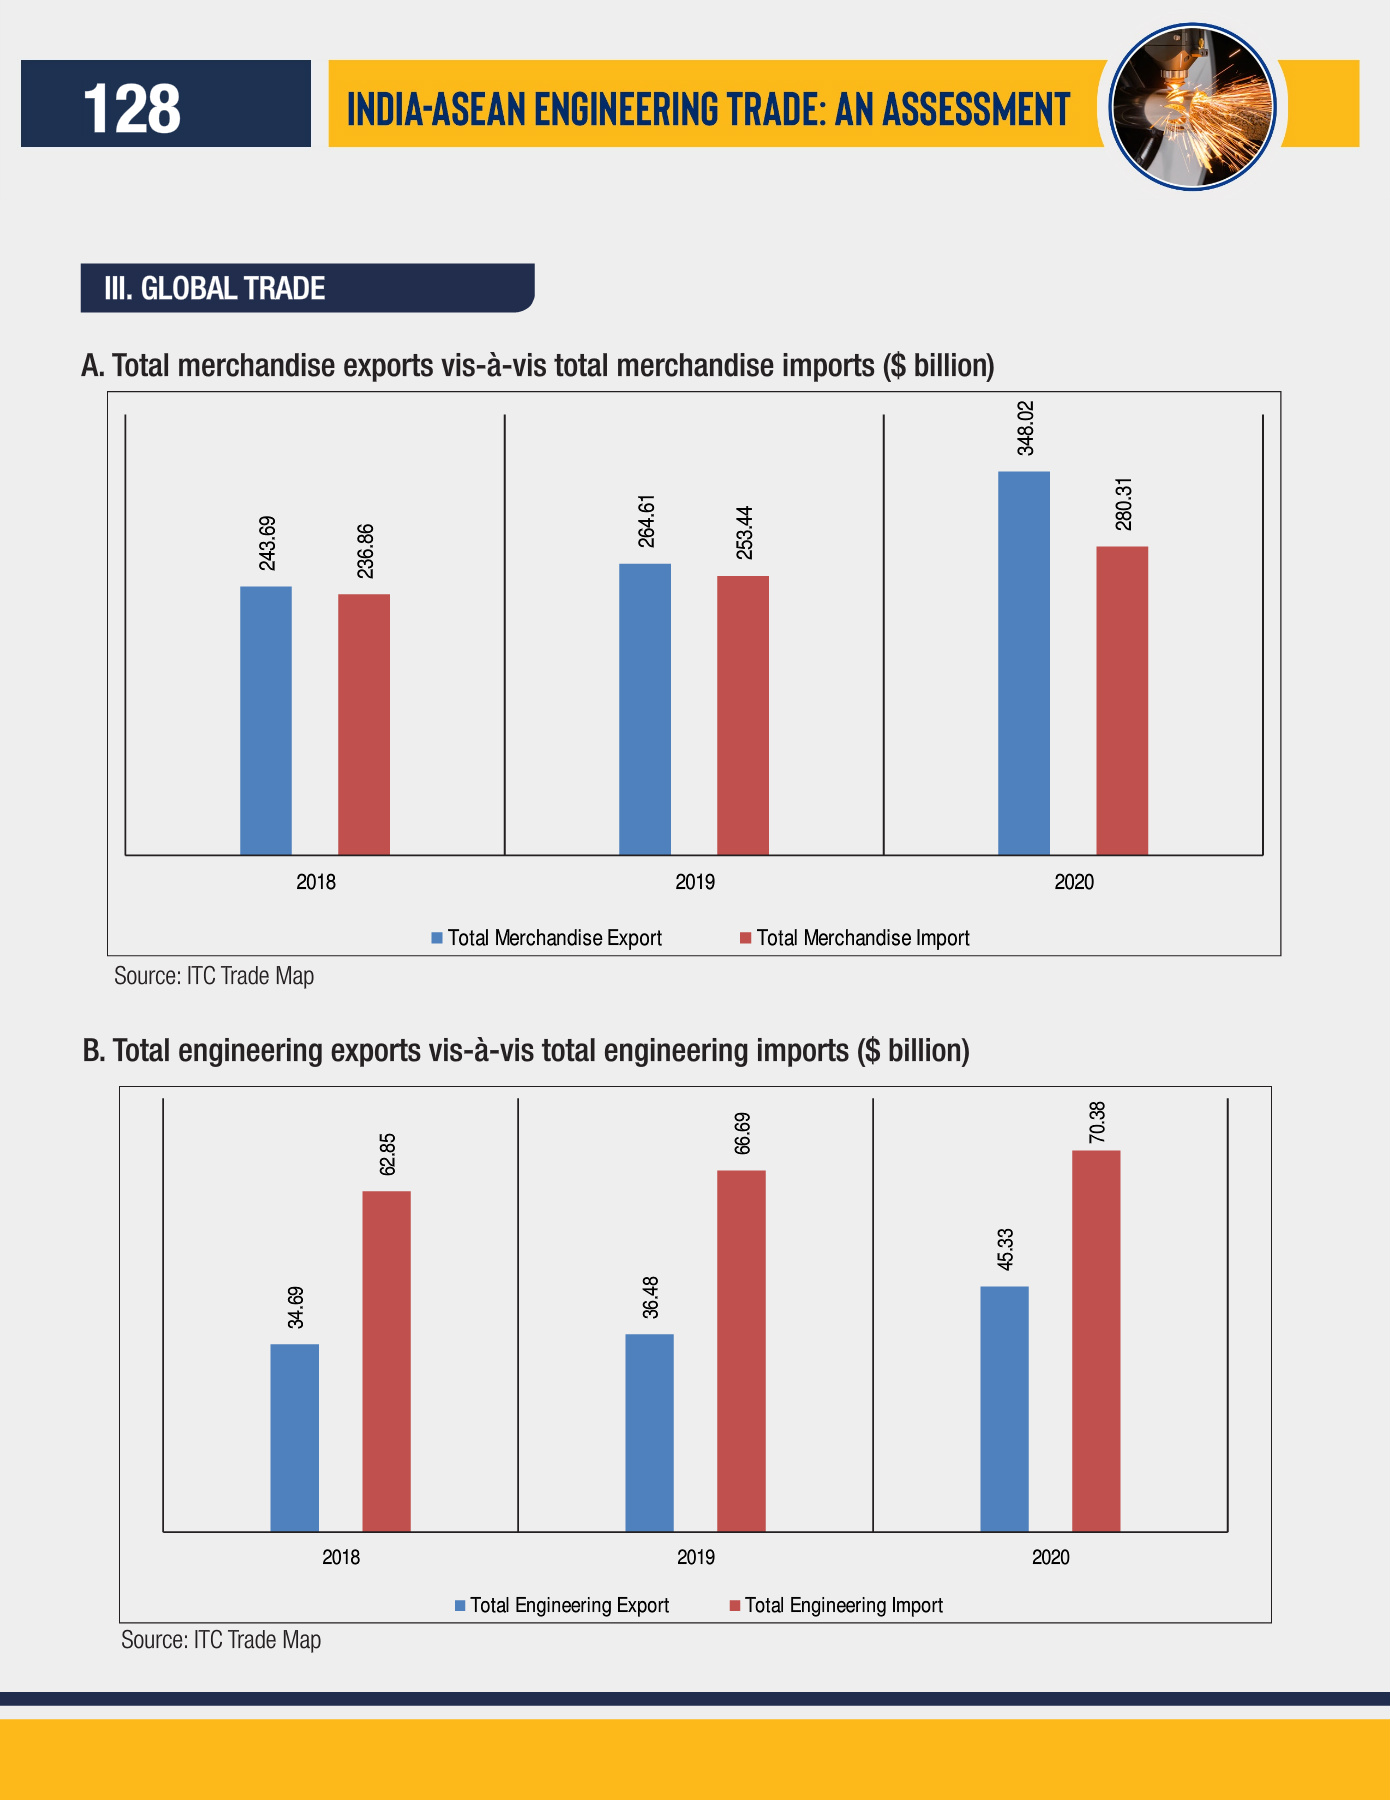 128
INDIA-ASEAN ENGINEERING TRADE: AN ASSESSMENT
III. GLOBAL TRADE
A. Total merchandise exports vis-à-vis total merchandise imports ($ billion)
243.69
236.86
264.61
253.44
348.02
280.31
2018
2019
2020
Total Merchandise Export
Total Merchandise Import
Source: ITC Trade Map
B. Total engineering exports vis-à-vis total engineering imports ($ billion)
34.69
62.85
36.48
66.69
45.33
70.38
2018
2019
2020
Total Engineering Export
Total Engineering Import
Source: ITC Trade Map